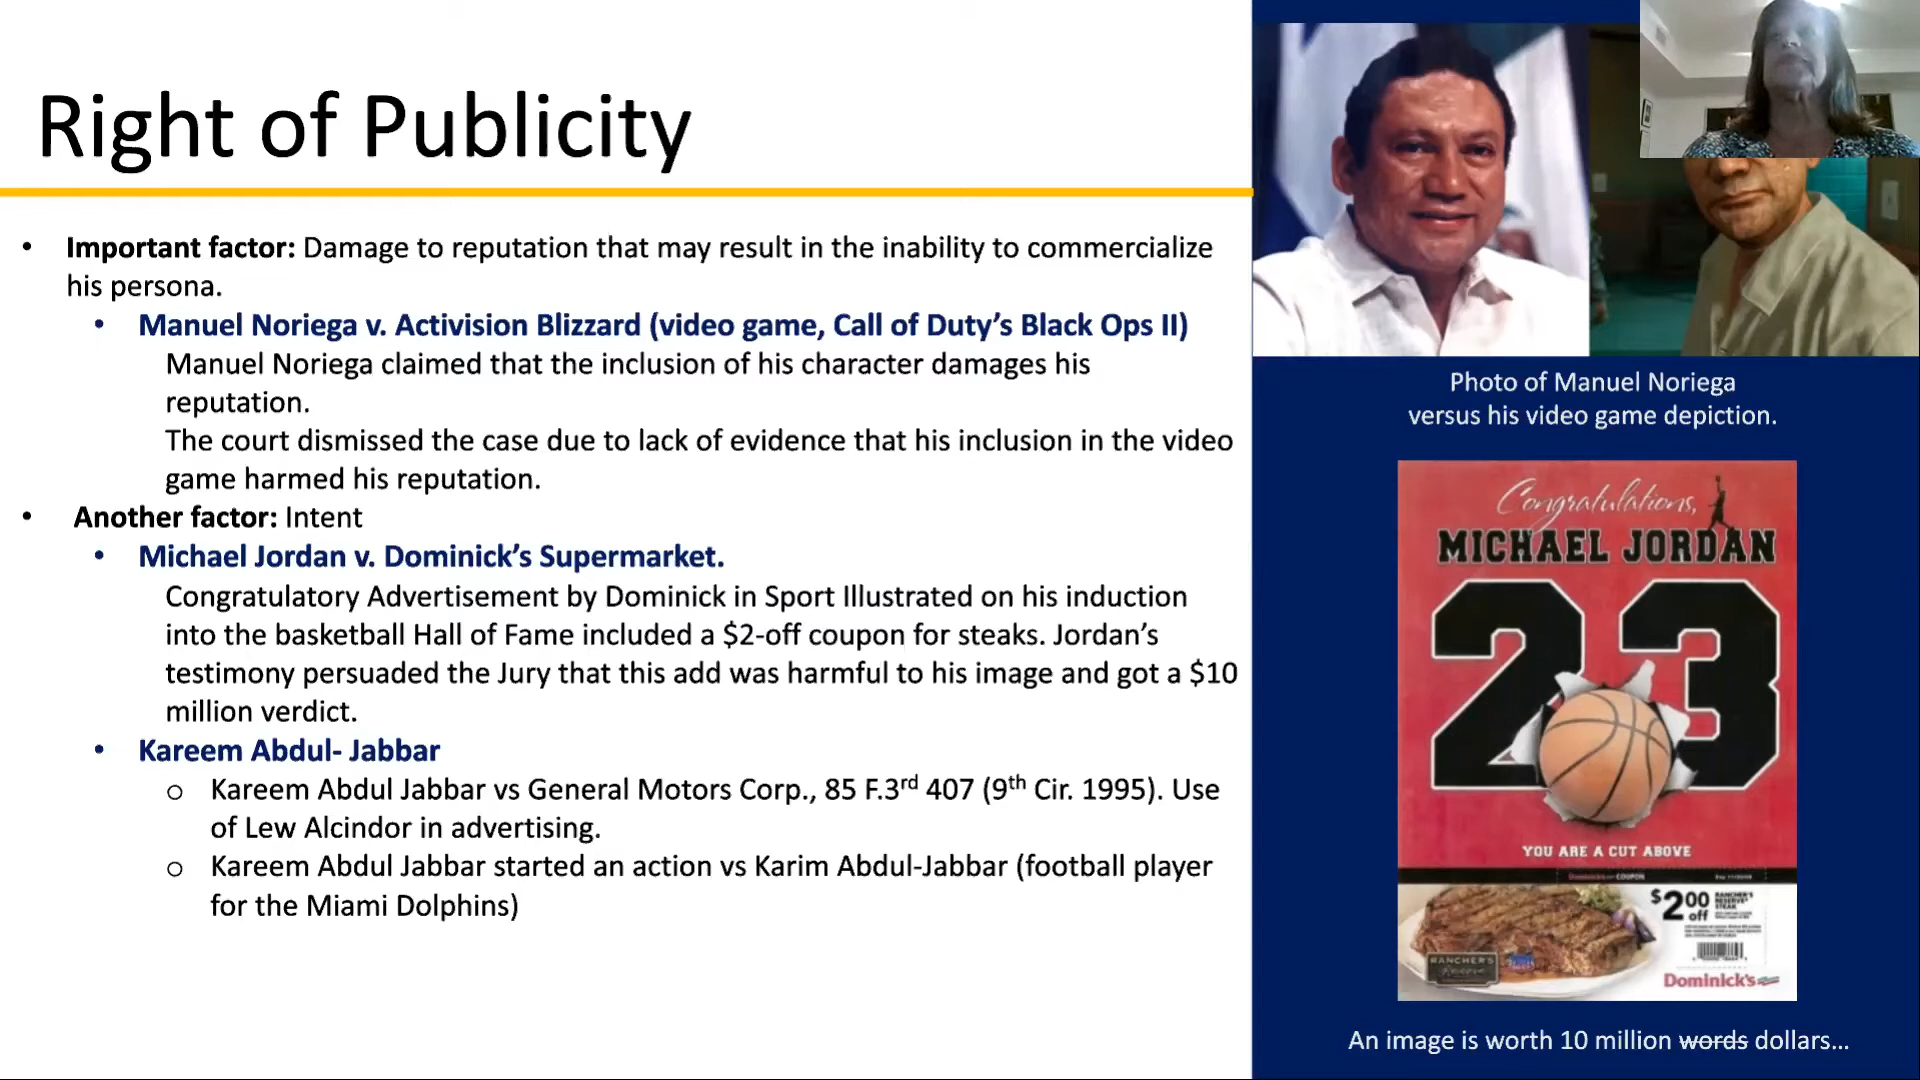 Right of Publicity
• Important factor: Damage to reputation that may result in the inability to commercialize
his persona.
• Manuel Noriega v. Activision Blizzard (video game, Call of Duty’s Black Ops II)
Manuel Noriega claimed that the inclusion of his character damages his
reputation.
The court dismissed the case due to lack of evidence that his inclusion in the video
game harmed his reputation.
• Another factor: Intent
• Michael Jordan v. Dominick’s Supermarket.
Congratulatory Advertisement by Dominick in Sport Illustrated on his induction
into the basketball Hall of Fame included a $2-off coupon for steaks. Jordan’s
testimony persuaded the Jury that this add was harmful to his image and got a $10
million verdict.
• Kareem Abdul- Jabbar
o Kareem Abdul Jabbar vs General Motors Corp., 85 F.3rd 407 (9th Cir. 1995). Use
of Lew Alcindor in advertising.
o Kareem Abdul Jabbar started an action vs Karim Abdul-Jabbar (football player
for the Miami Dolphins)
Photo of Manuel Noriega
versus his video game depiction.
Congratulations,
MICHAEL JORDAN
23
YOU ARE A CUT ABOVE
Dominick's COUPON
$2.00 off
RANCHER'S
RESERVE
STEAK
RANCHER'S
Reserve
Dominick's
An image is worth 10 million words dollars...